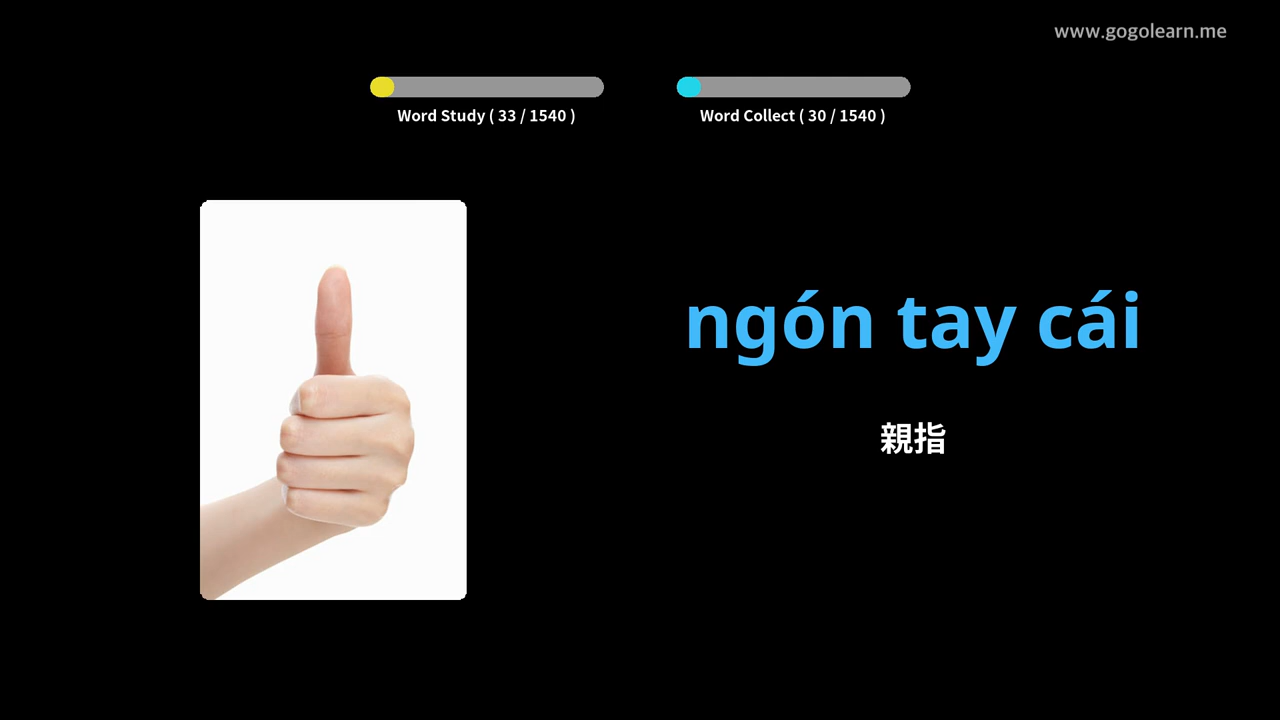 www.gogolearn.me
Word Study ( 33 / 1540 )
Word Collect ( 30 / 1540 )
ngón tay cái
親指